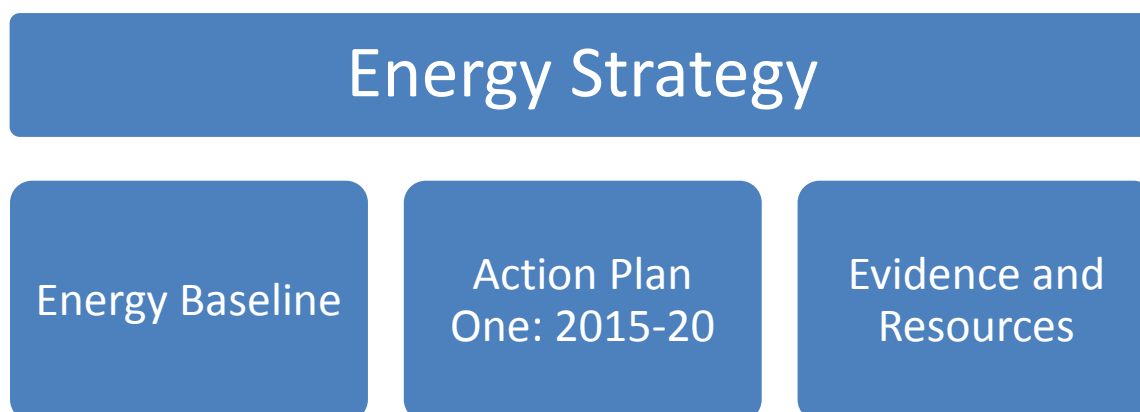 Energy Strategy
Energy Baseline
Action Plan
One: 2015-20
Evidence and
Resources